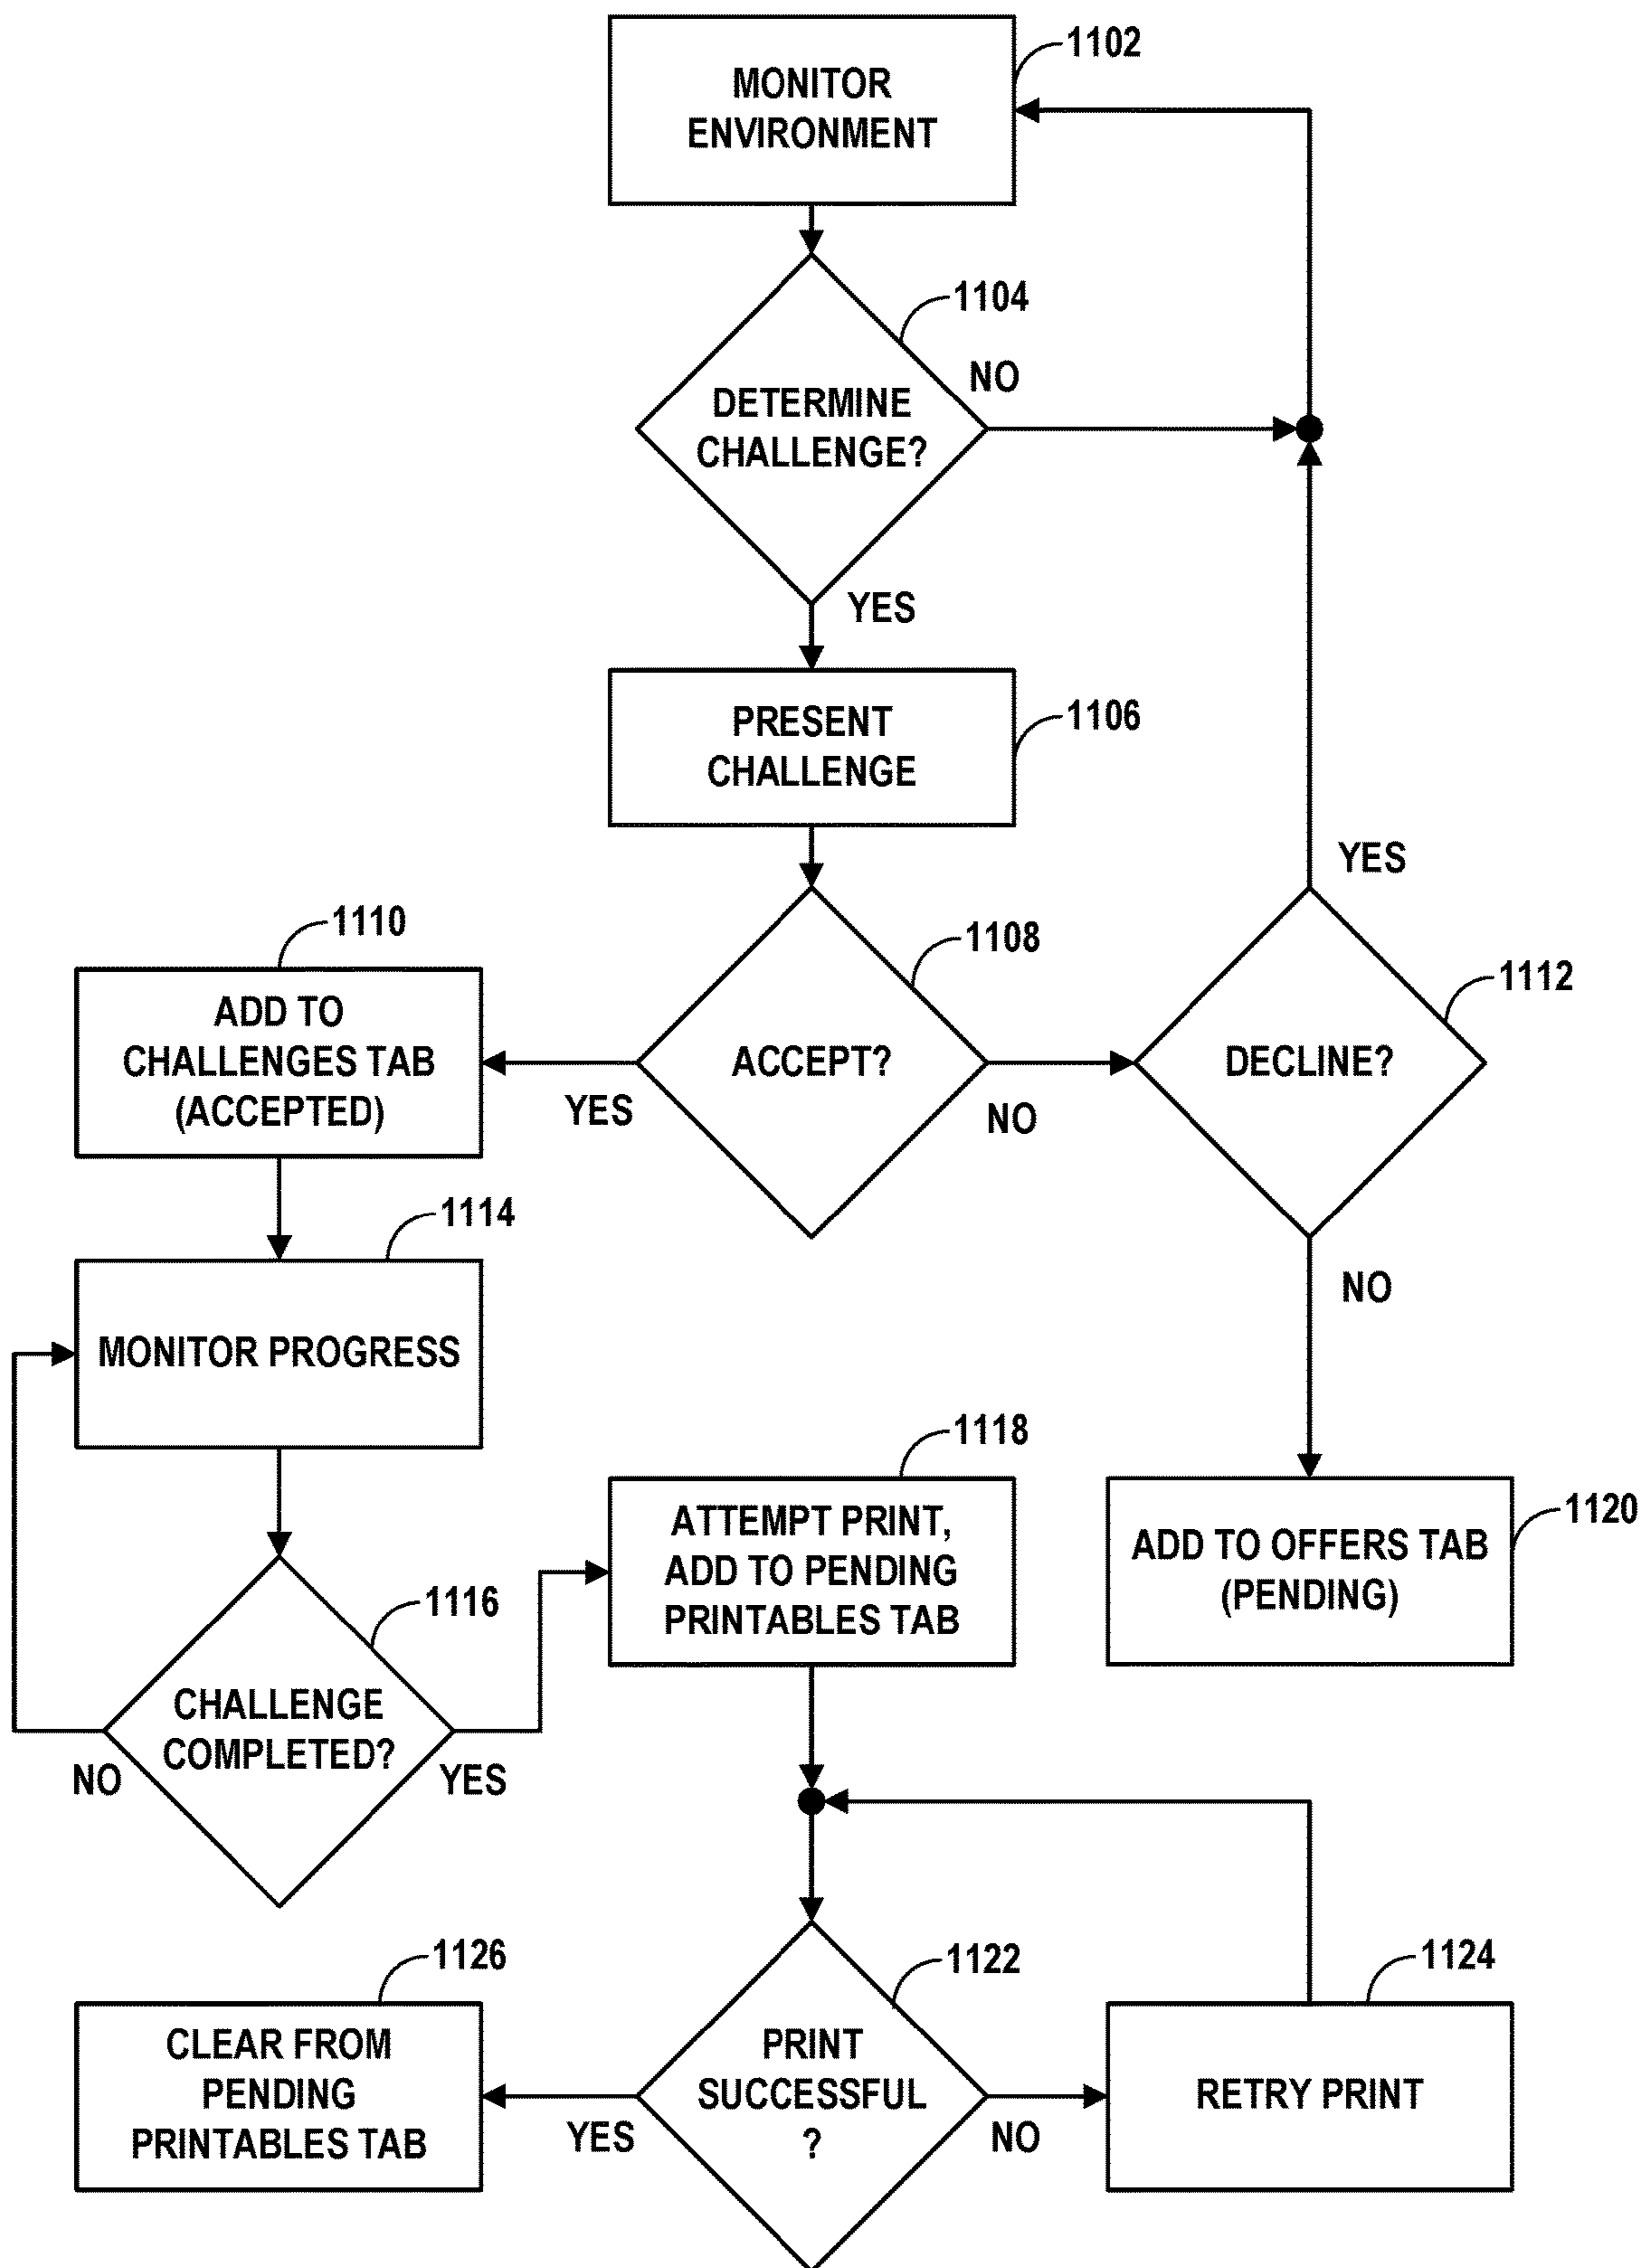 1102
MONITOR
ENVIRONMENT
1104
NO
DETERMINE
CHALLENGE?
YES
PRESENT
CHALLENGE
1106
YES
1110
1108
1112
ADD TO
CHALLENGES TAB
(ACCEPTED)
ACCEPT?
DECLINE?
YES
NO
1114
NO
MONITOR PROGRESS
1118
ATTEMPT PRINT,
ADD TO PENDING
PRINTABLES TAB
1120
ADD TO OFFERS TAB
(PENDING)
1116
CHALLENGE
COMPLETED?
NO
YES
1126
1122
1124
CLEAR FROM
PENDING
PRINTABLES TAB
PRINT
SUCCESSFUL
?
RETRY PRINT
YES
NO